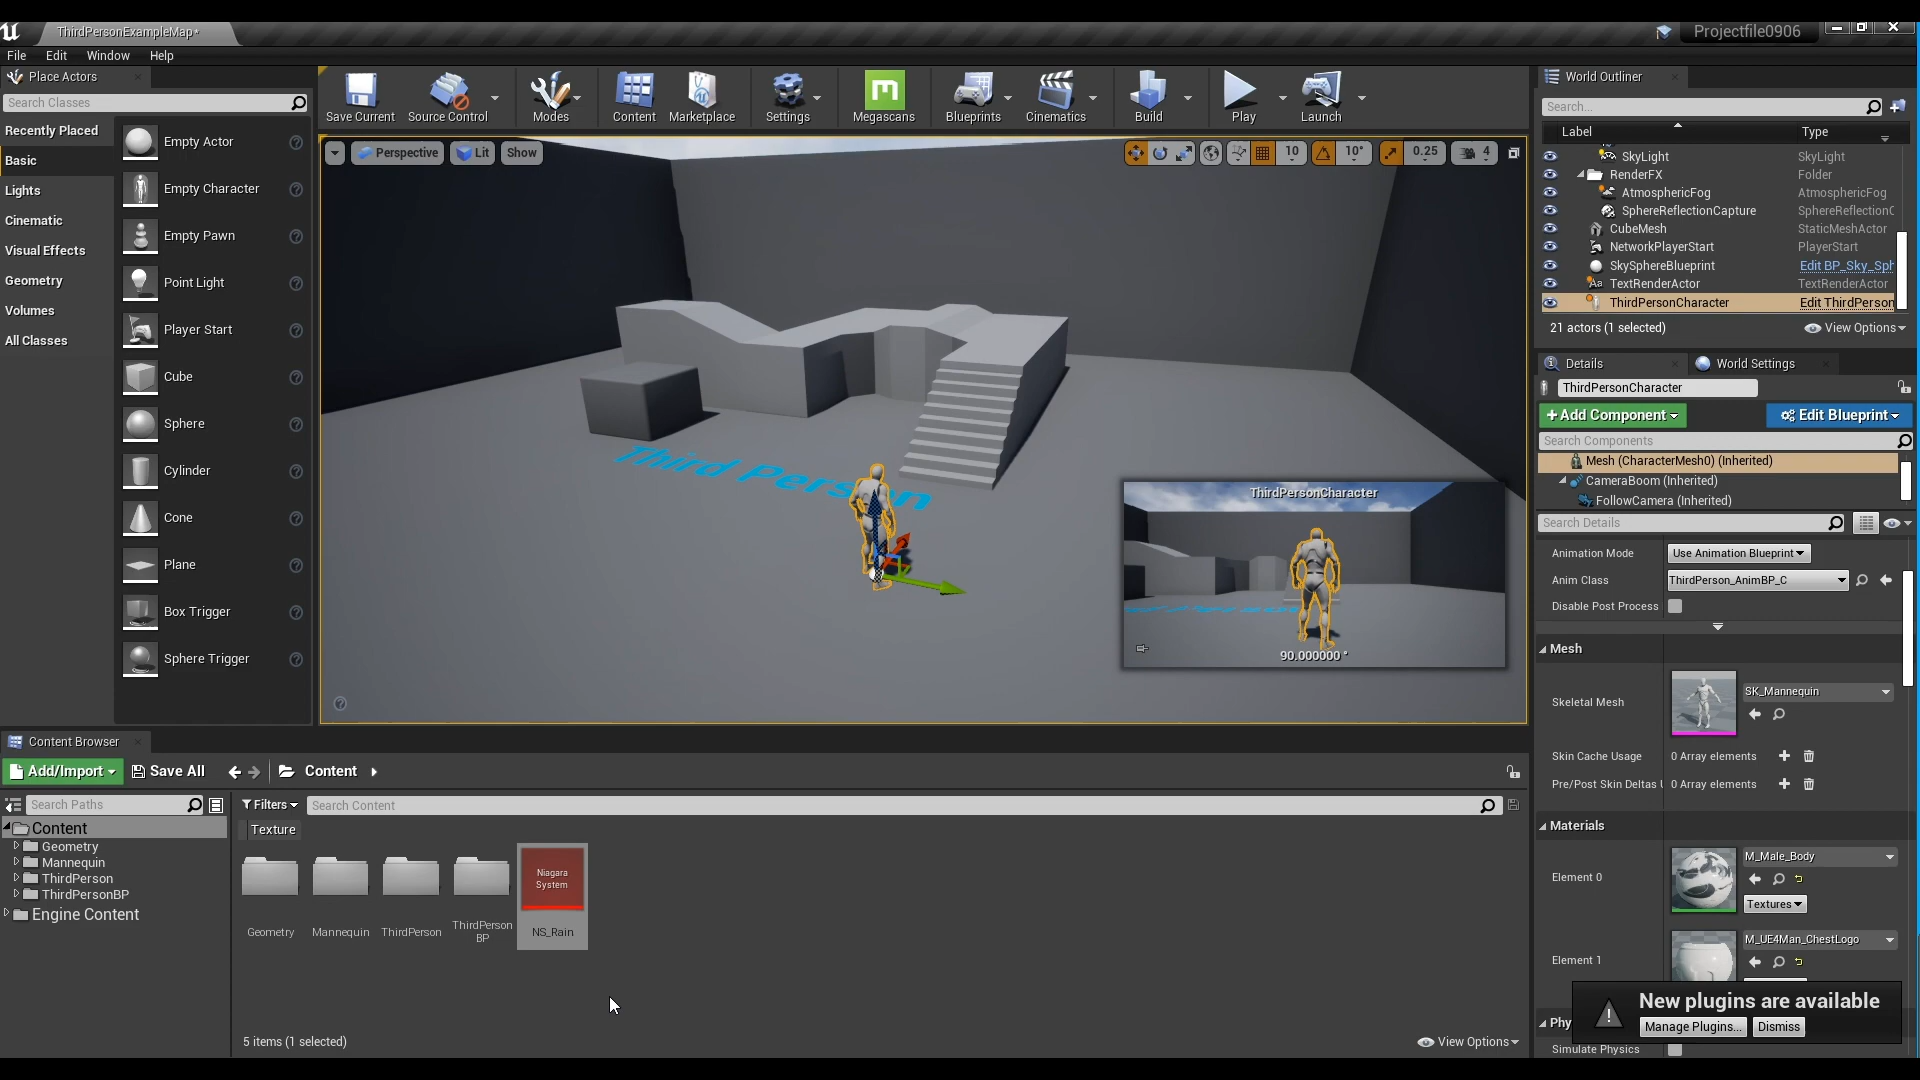 ThirdPersonExampleMap*
Projectfile0906
File Edit Window Help
Place Actors
Search Classes
Recently Placed
Basic
Lights
Cinematic
Visual Effects
Geometry
Volumes
All Classes
Empty Actor
Empty Character
Empty Pawn
Point Light
Player Start
Cube
Sphere
Cylinder
Cone
Plane
Box Trigger
Sphere Trigger
Save Current Source Control Modes Content Marketplace Settings Megascans Blueprints Cinematics Build Play Launch
Perspective Lit Show
10 10° 0.25 4
Third Person
ThirdPersonCharacter
90.000000 °
World Outliner
Search...
Label Type
SkyLight SkyLight
RenderFX Folder
AtmosphericFog AtmosphericFog
SphereReflectionCapture SphereReflectionC
CubeMesh StaticMeshActor
NetworkPlayerStart PlayerStart
SkySphereBlueprint Edit BP_Sky_Sph
TextRenderActor TextRenderActor
ThirdPersonCharacter Edit ThirdPerson
21 actors (1 selected) View Options
Details World Settings
ThirdPersonCharacter
+Add Component Edit Blueprint
Search Components
Mesh (CharacterMesh0) (Inherited)
CameraBoom (Inherited)
FollowCamera (Inherited)
Search Details
Animation Mode Use Animation Blueprint
Anim Class ThirdPerson_AnimBP_C
Disable Post Process
Mesh
Skeletal Mesh SK_Mannequin
Skin Cache Usage 0 Array elements
Pre/Post Skin Deltas U 0 Array elements
Materials
Element 0 M_Male_Body
Textures
Element 1 M_UE4Man_ChestLogo
Phy
Simulate Physics
New plugins are available
Manage Plugins... Dismiss
Content Browser
Add/Import Save All Content
Search Paths
Content
Geometry
Mannequin
ThirdPerson
ThirdPersonBP
Engine Content
Filters Search Content
Texture
Niagara
System
Geometry Mannequin ThirdPerson ThirdPerson
BP NS_Rain
5 items (1 selected) View Options